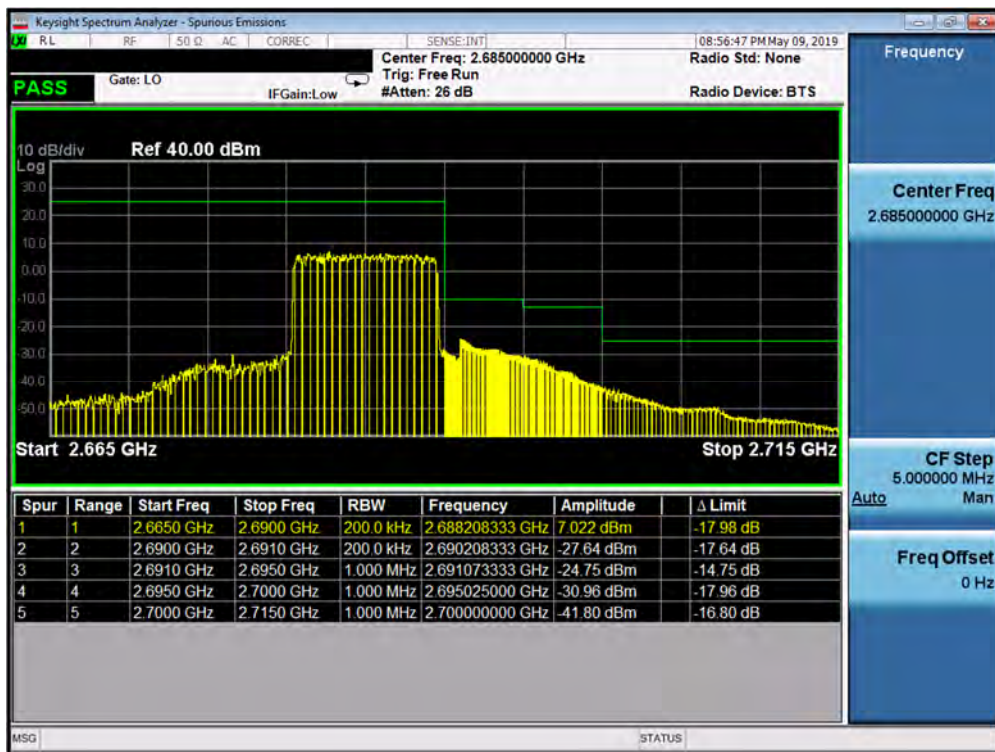 Keysight Spectrum Analyzer - Spurious Emissions
LXI RL RF 50 Ω AC CORREC SENSE:INT 08:56:47 PM May 09, 2019
Center Freq: 2.685000000 GHz Radio Std: None
Gate: LO Trig: Free Run
PASS IFGain:Low #Atten: 26 dB Radio Device: BTS
10 dB/div Ref 40.00 dBm
Log
30.0
20.0
10.0
0.00
-10.0
-20.0
-30.0
-40.0
-50.0
Start 2.665 GHz Stop 2.715 GHz
Spur Range Start Freq Stop Freq RBW Frequency Amplitude Δ Limit
1 1 2.6650 GHz 2.6900 GHz 200.0 kHz 2.688208333 GHz 7.022 dBm -17.98 dB
2 2 2.6900 GHz 2.6910 GHz 200.0 kHz 2.690208333 GHz -27.64 dBm -17.64 dB
3 3 2.6910 GHz 2.6950 GHz 1.000 MHz 2.691073333 GHz -24.75 dBm -14.75 dB
4 4 2.6950 GHz 2.7000 GHz 1.000 MHz 2.695025000 GHz -30.96 dBm -17.96 dB
5 5 2.7000 GHz 2.7150 GHz 1.000 MHz 2.700000000 GHz -41.80 dBm -16.80 dB
Frequency
Center Freq
2.685000000 GHz
CF Step
5.000000 MHz
Auto Man
Freq Offset
0 Hz
MSG STATUS